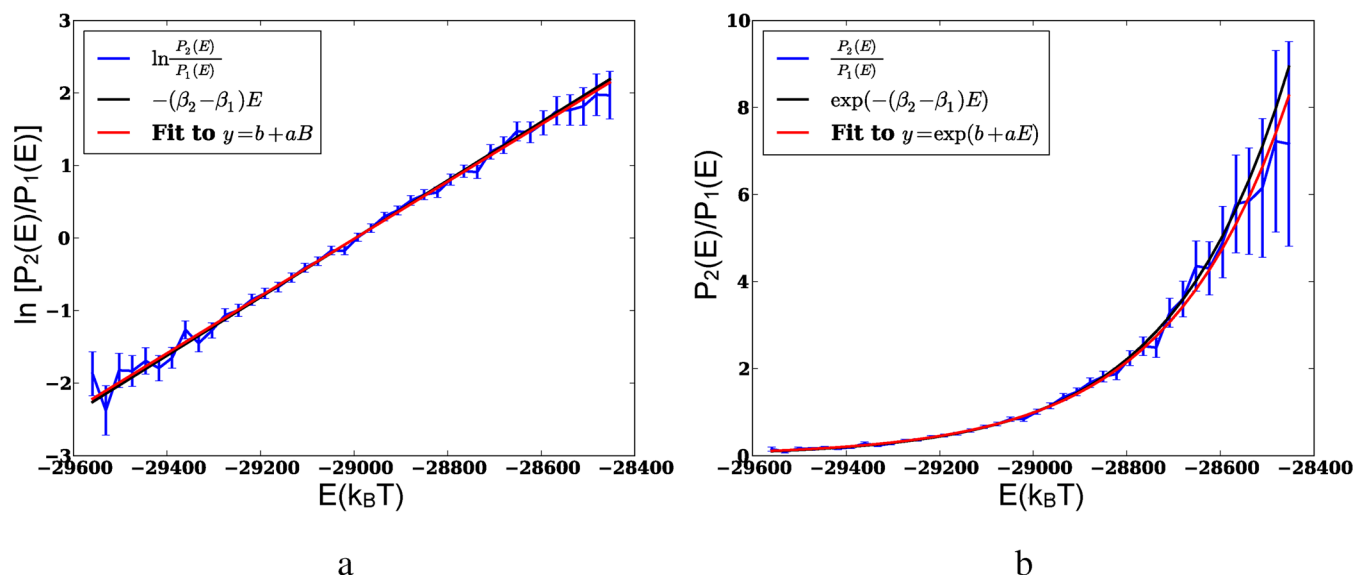 3
2
1
0
−1
−2
−3
ln [P₂(E)/P₁(E)]
ln P₂(E)/P₁(E)
−(β₂−β₁)E
Fit to y=b+aB
−29600 −29400 −29200 −29000 −28800 −28600 −28400
E(k_BT)
a
10
8
6
4
2
0
P₂(E)/P₁(E)
P₂(E)/P₁(E)
exp(−(β₂−β₁)E)
Fit to y=exp(b+aE)
−29600 −29400 −29200 −29000 −28800 −28600 −28400
E(k_BT)
b